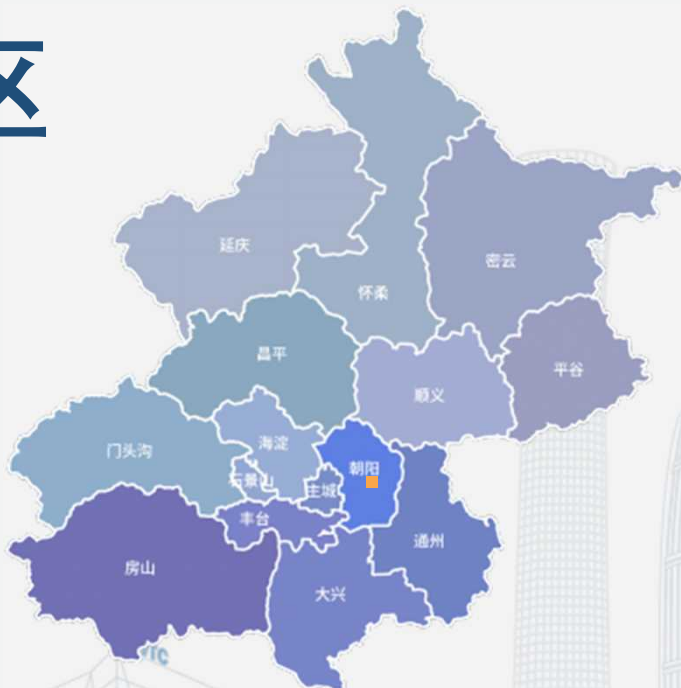 区
延庆
密云
怀柔
昌平
平谷
顺义
海淀
门头沟
朝阳
石景山
主城
丰台
通州
房山
大兴